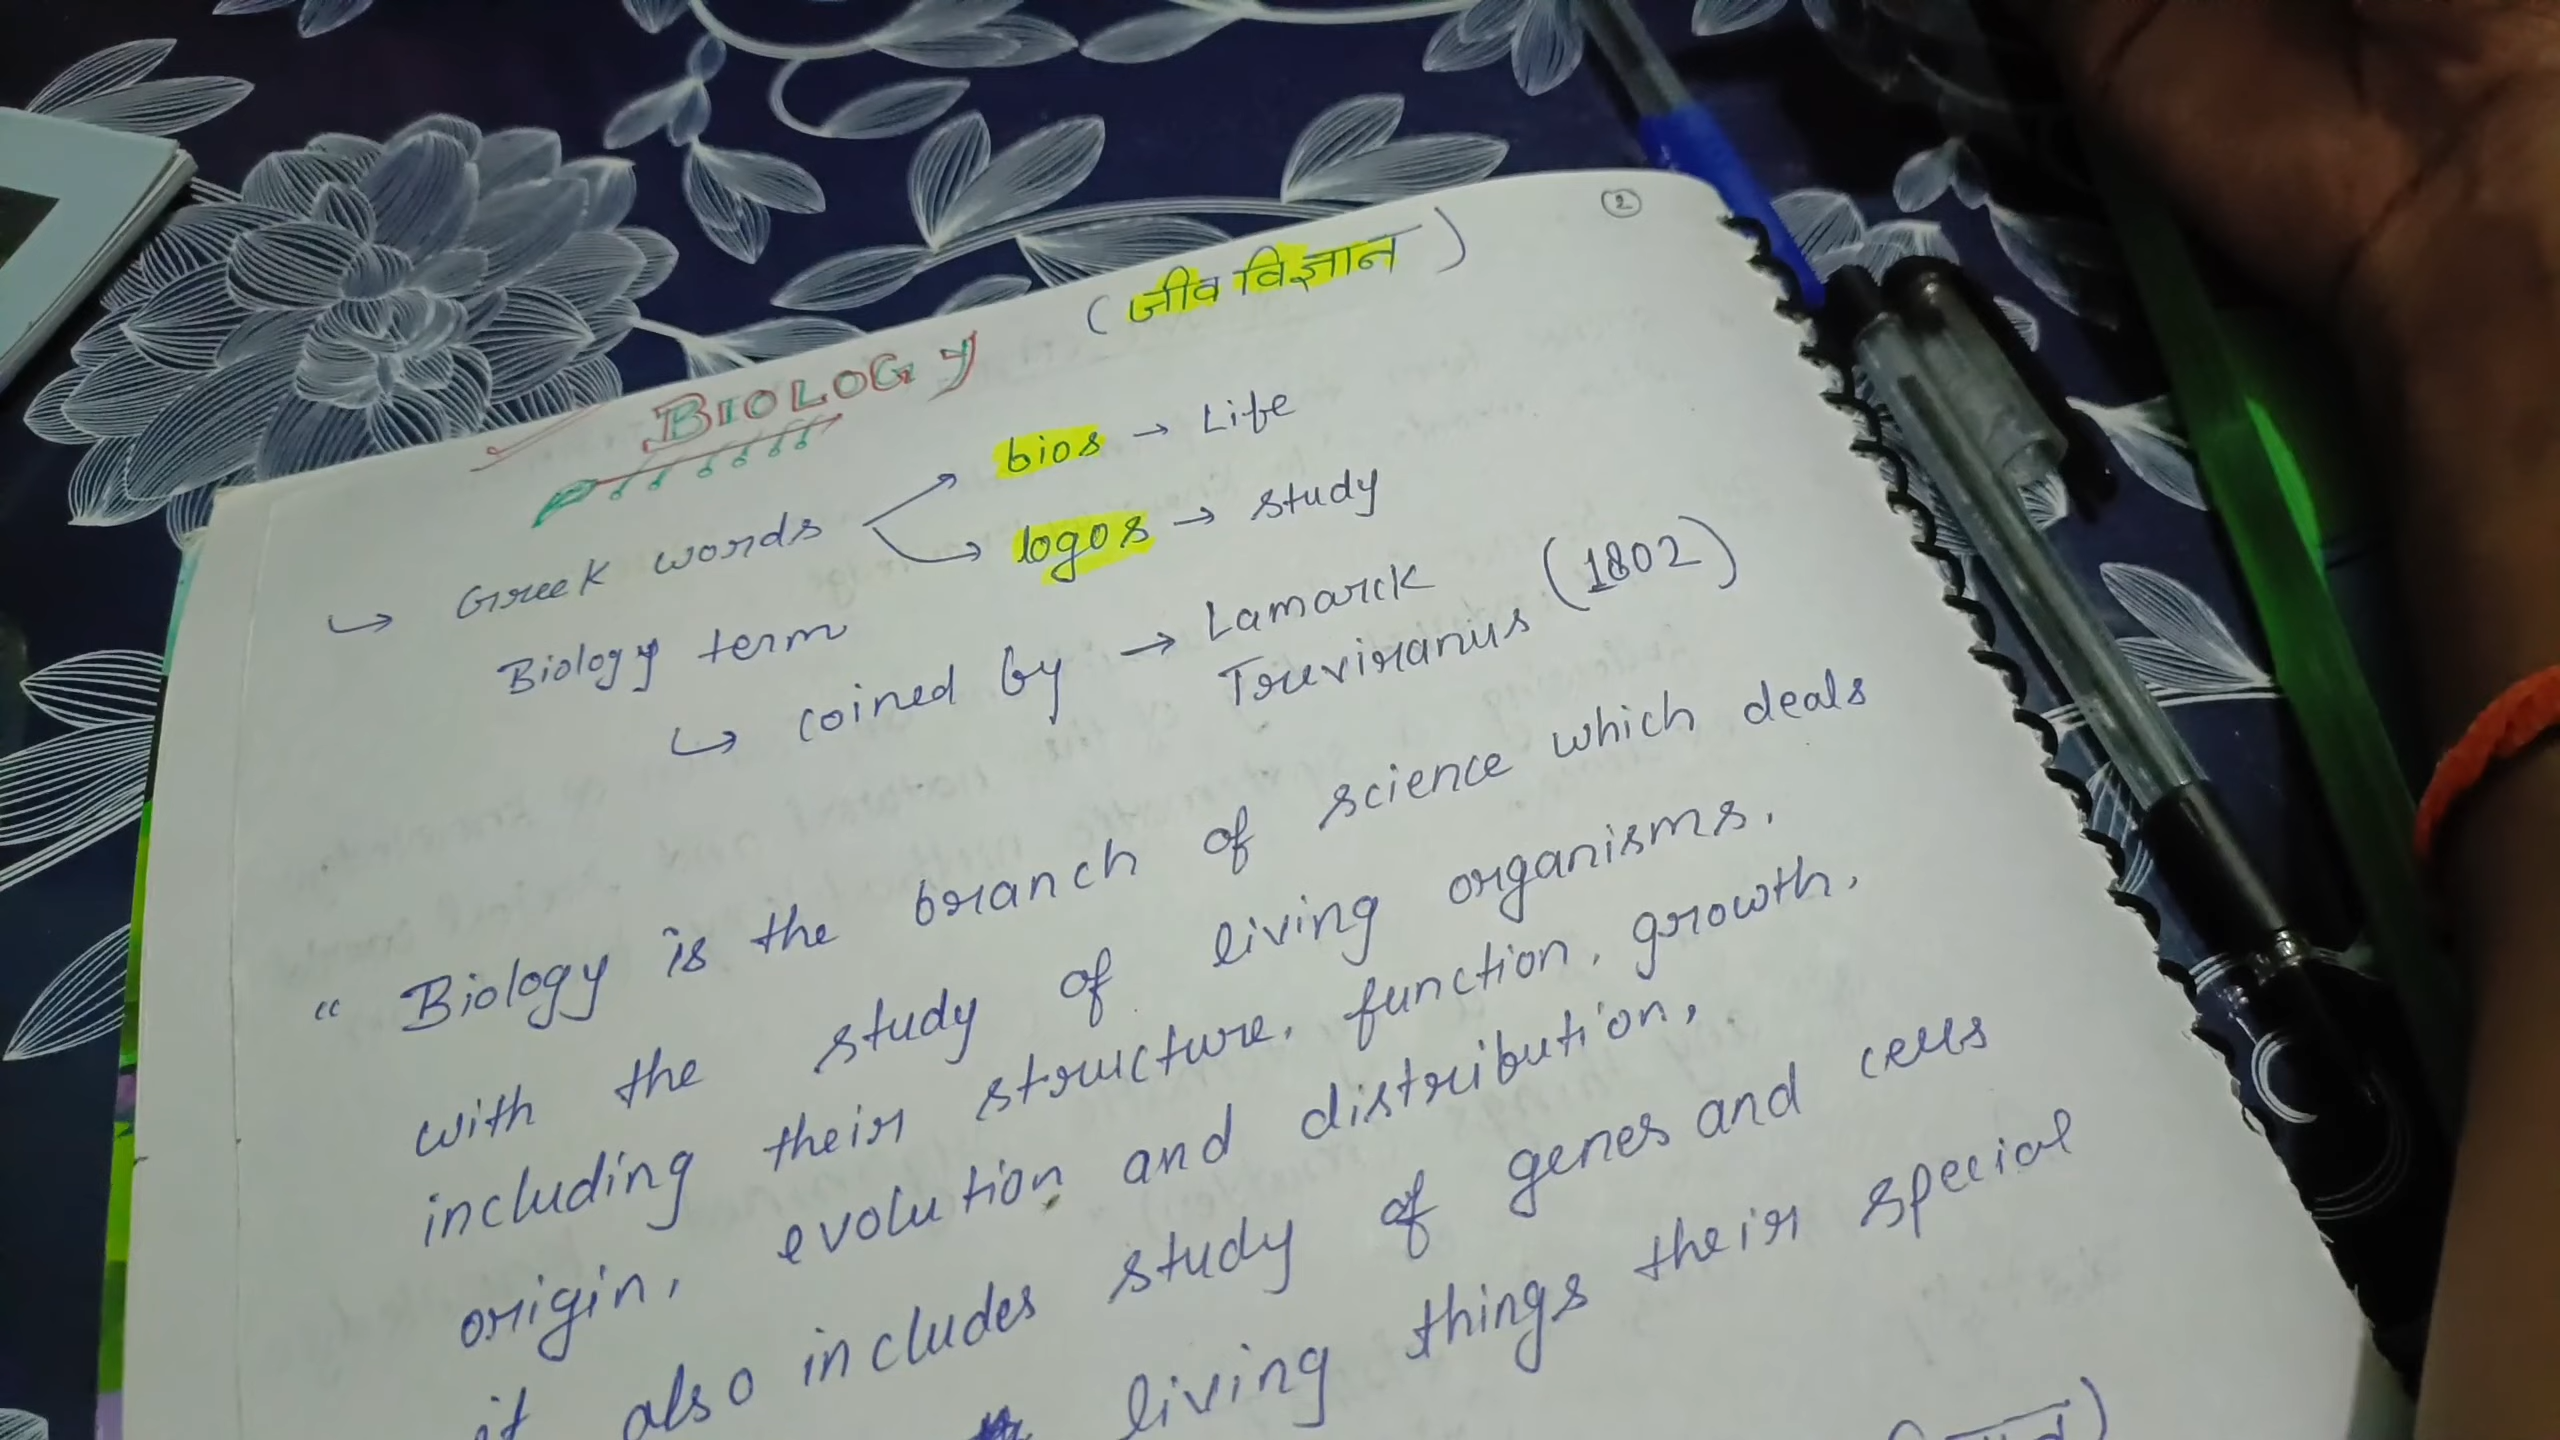 ②
BIOLOGY (जीव विज्ञान)
↳ Greek words → bios → Life
→ logos → study
Biology term
↳ coined by → Lamarck
Treviranus (1802)
“ Biology is the branch of science which deals
with the study of living organisms,
including their structure, function, growth,
origin, evolution and distribution,
it also includes study of genes and cells
living things their special